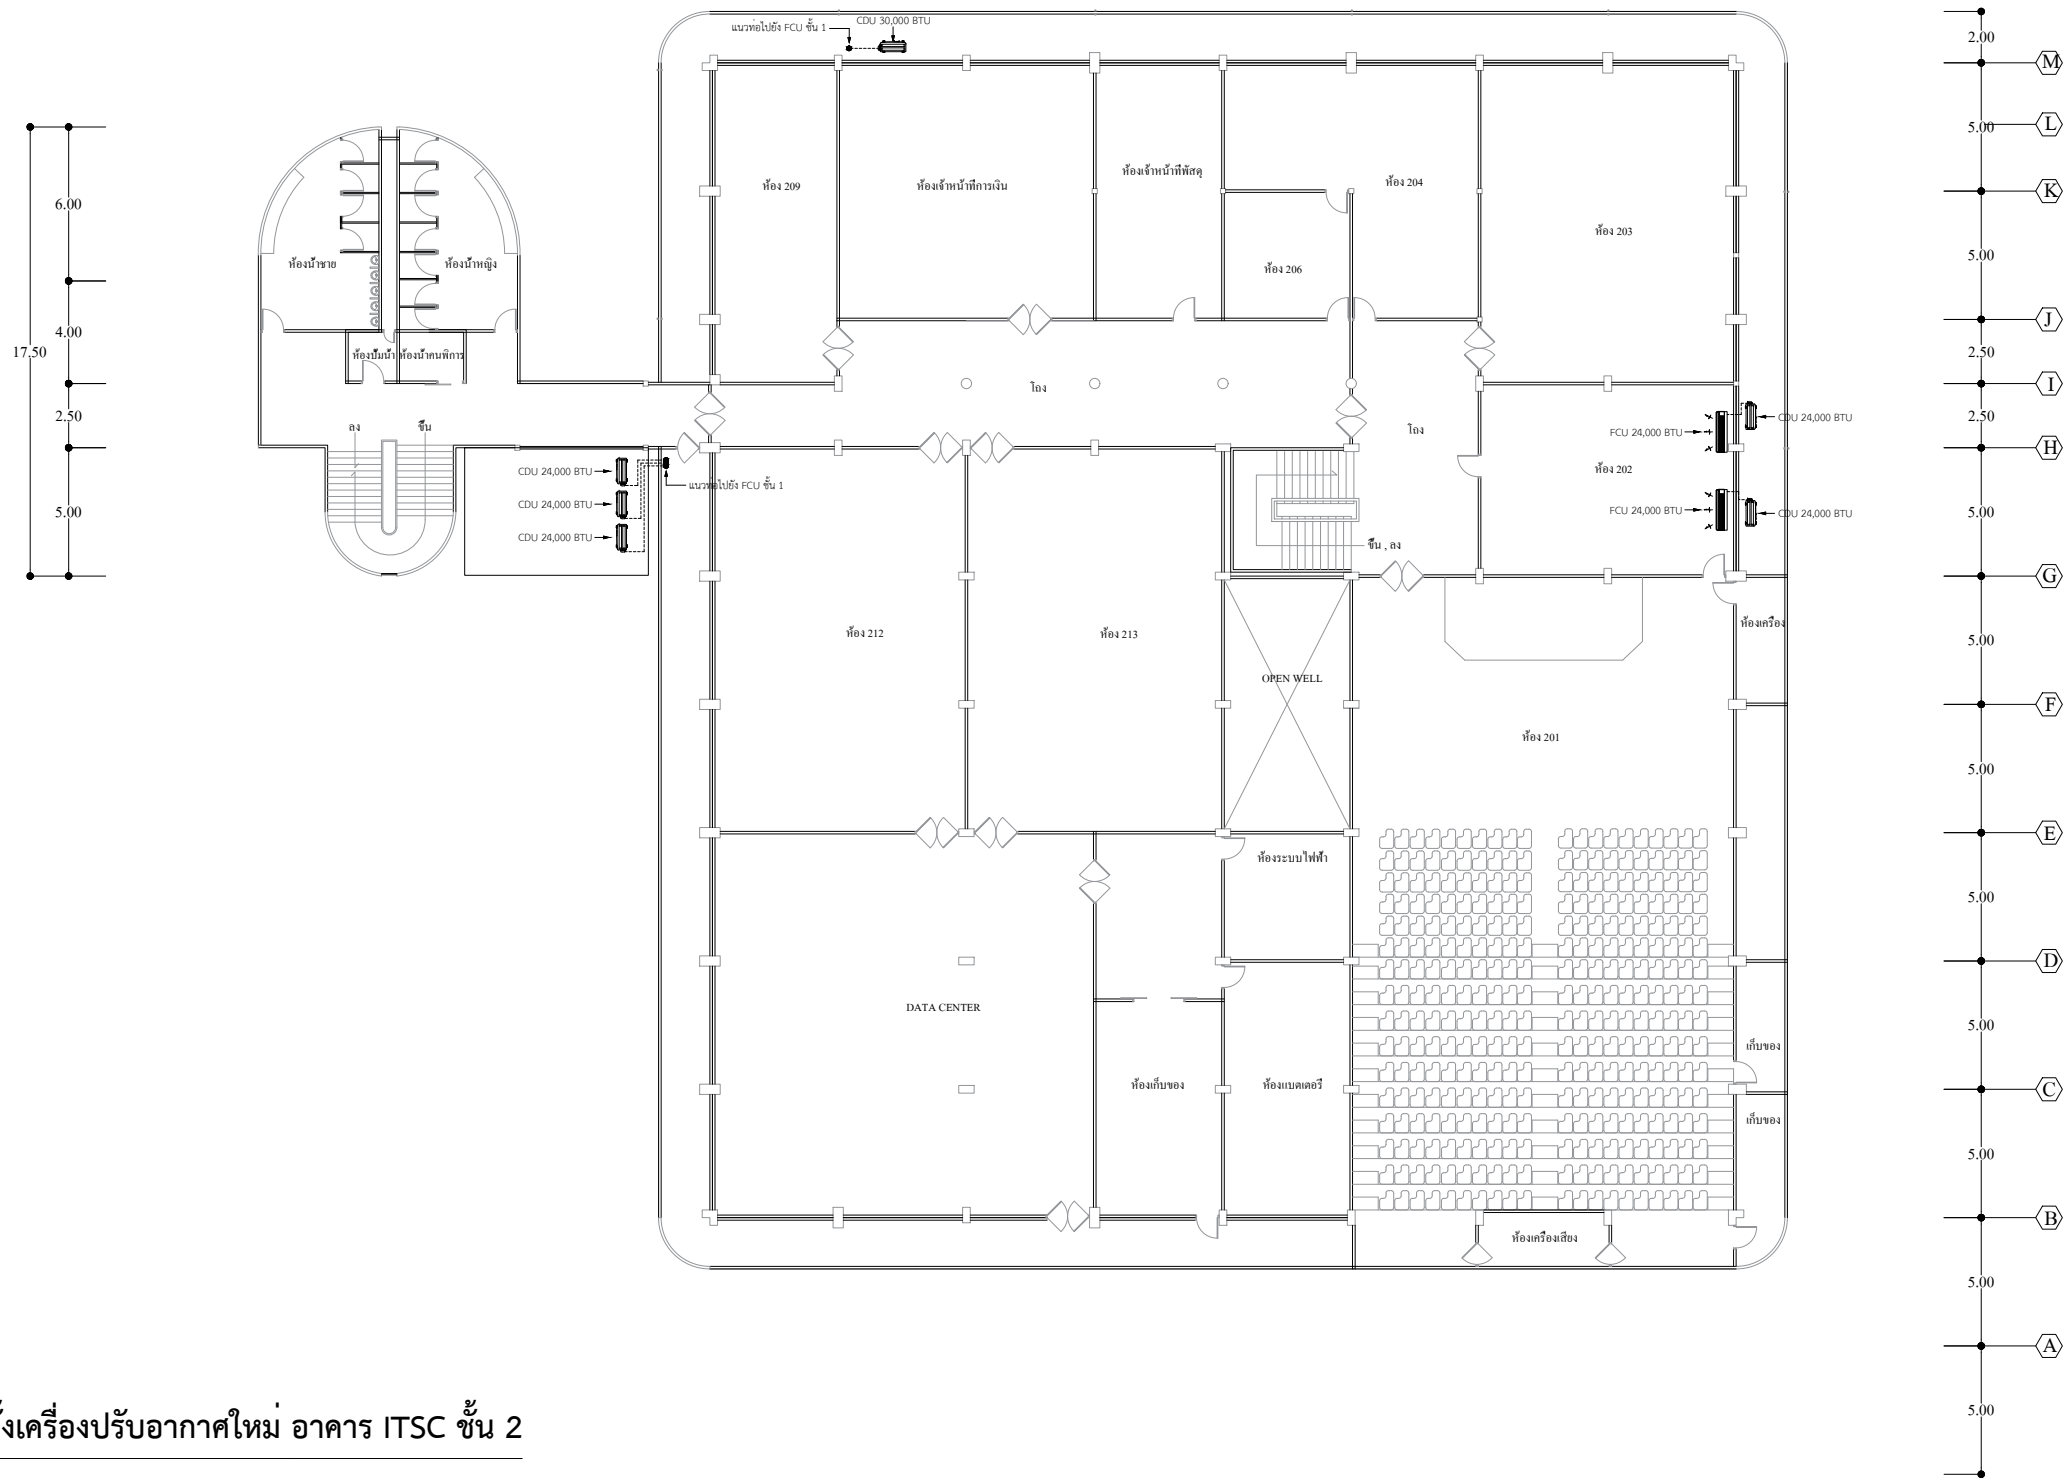 แนวท่อไปยัง FCU ชั้น 1
CDU 30,000 BTU
2.00
M
5.00
L
K
5.00
J
2.50
I
2.50
H
5.00
G
5.00
F
5.00
E
5.00
D
5.00
C
5.00
B
5.00
A
5.00
17.50
6.00
4.00
2.50
5.00
ห้อง 209
ห้องเจ้าหน้าที่การเงิน
ห้องเจ้าหน้าที่พัสดุ
ห้อง 204
ห้อง 203
ห้อง 206
ห้องน้ำชาย
ห้องน้ำหญิง
ห้องปั๊มน้ำ
ห้องน้ำคนพิการ
โถง
โถง
ลง
ขึ้น
CDU 24,000 BTU
CDU 24,000 BTU
CDU 24,000 BTU
แนวท่อไปยัง FCU ชั้น 1
CDU 24,000 BTU
FCU 24,000 BTU
ห้อง 202
FCU 24,000 BTU
CDU 24,000 BTU
ขึ้น , ลง
ห้อง 212
ห้อง 213
ห้องเครื่อง
OPEN WELL
ห้อง 201
ห้องระบบไฟฟ้า
DATA CENTER
ห้องเก็บของ
ห้องแบตเตอรี่
เก็บของ
เก็บของ
ห้องเครื่องเสียง
ั้งเครื่องปรับอากาศใหม่ อาคาร ITSC ชั้น 2